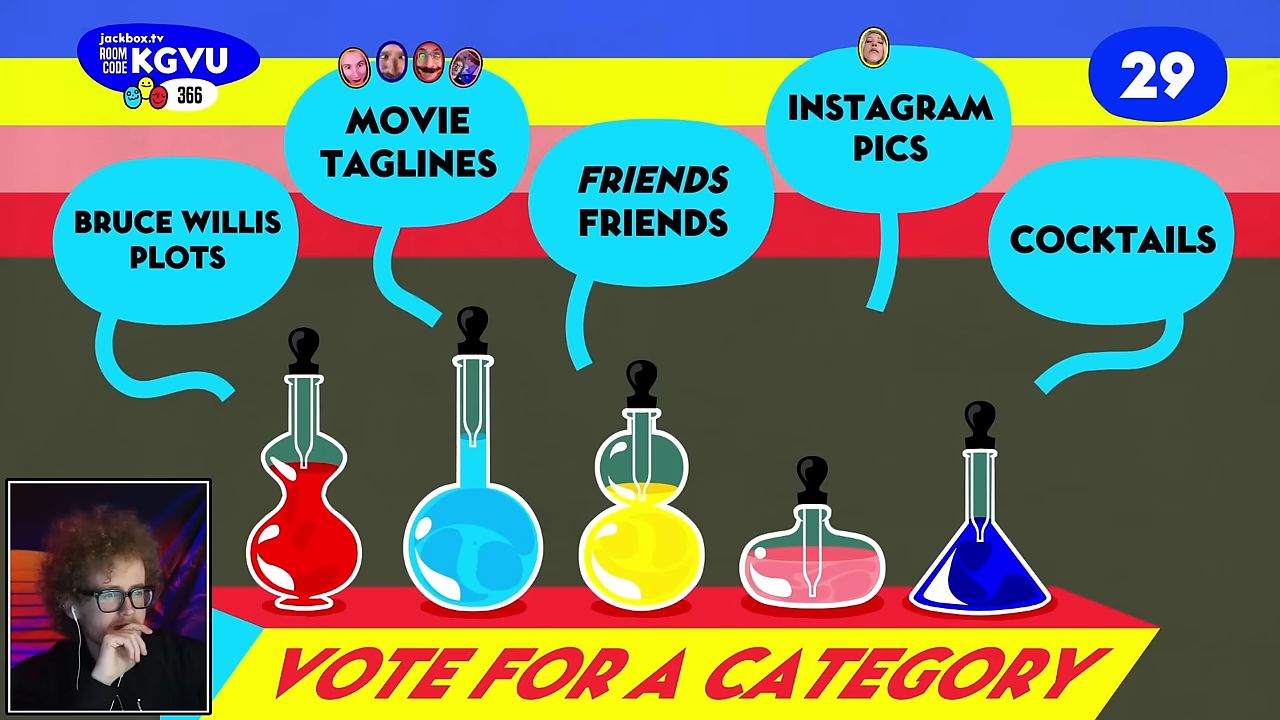 jackbox.tv
ROOM CODE KGVU
366
29
MOVIE
TAGLINES
INSTAGRAM
PICS
FRIENDS
FRIENDS
BRUCE WILLIS
PLOTS
COCKTAILS
VOTE FOR A CATEGORY